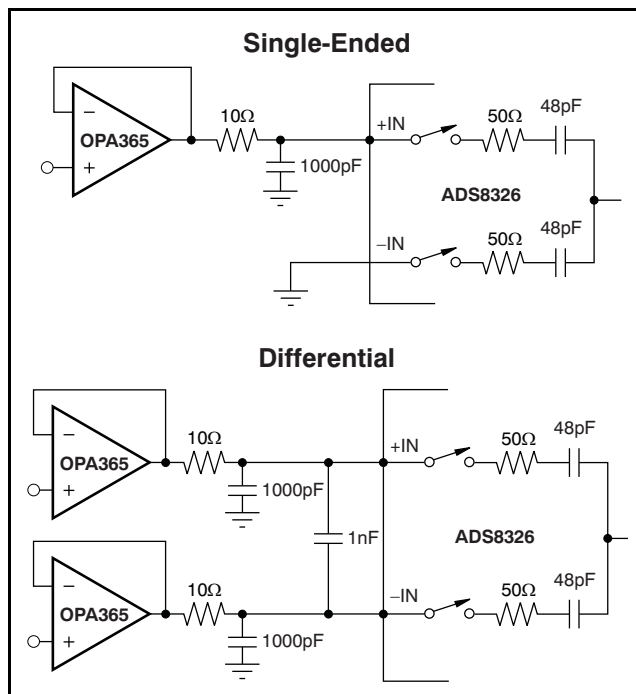 Single-Ended
−
OPA365
+
10Ω
1000pF
+IN
50Ω
48pF
ADS8326
−IN
50Ω
48pF
Differential
−
OPA365
+
10Ω
1000pF
1nF
+IN
50Ω
48pF
ADS8326
−
OPA365
+
10Ω
1000pF
−IN
50Ω
48pF